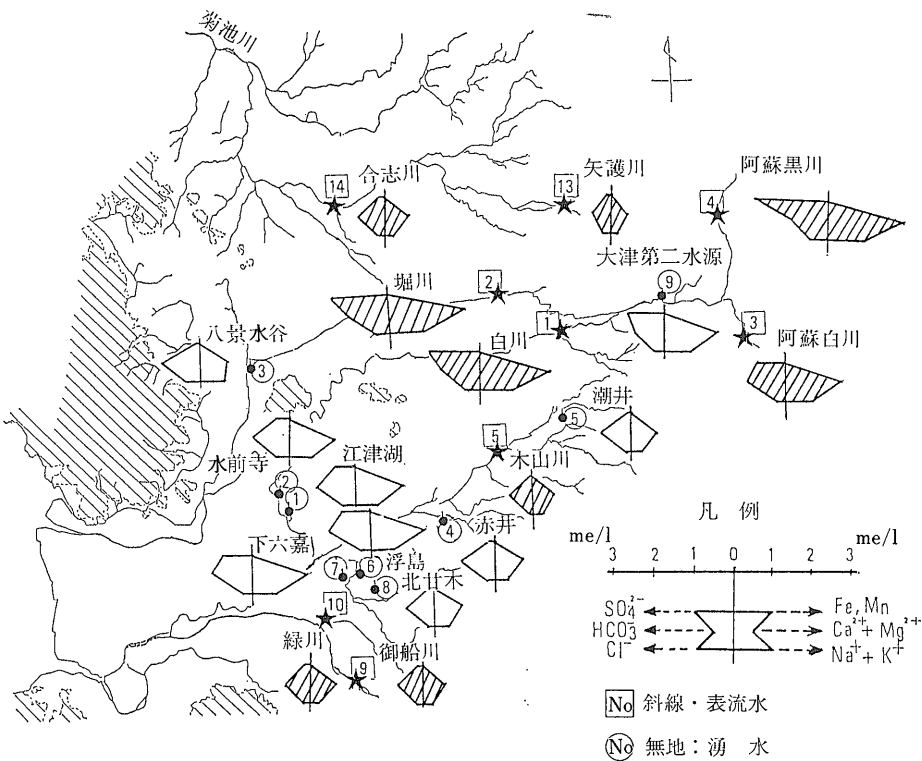 菊池川
14
合志川
13
矢護川
4
阿蘇黒川
大津第二水源
9
堀川
2
1
3
八景水谷
3
白川
阿蘇白川
潮井
5
5
水前寺
江津湖
木山川
2
1
4
赤井
下六嘉
7
6
浮島
8
北甘木
10
緑川
御船川
9
凡例
me/l
me/l
3 2 1 0 1 2 3
SO₄²⁻
Fe, Mn
HCO₃⁻
Ca²⁺ + Mg²⁺
Cl⁻
Na⁺ + K⁺
No 斜線・表流水
No 無地：湧水